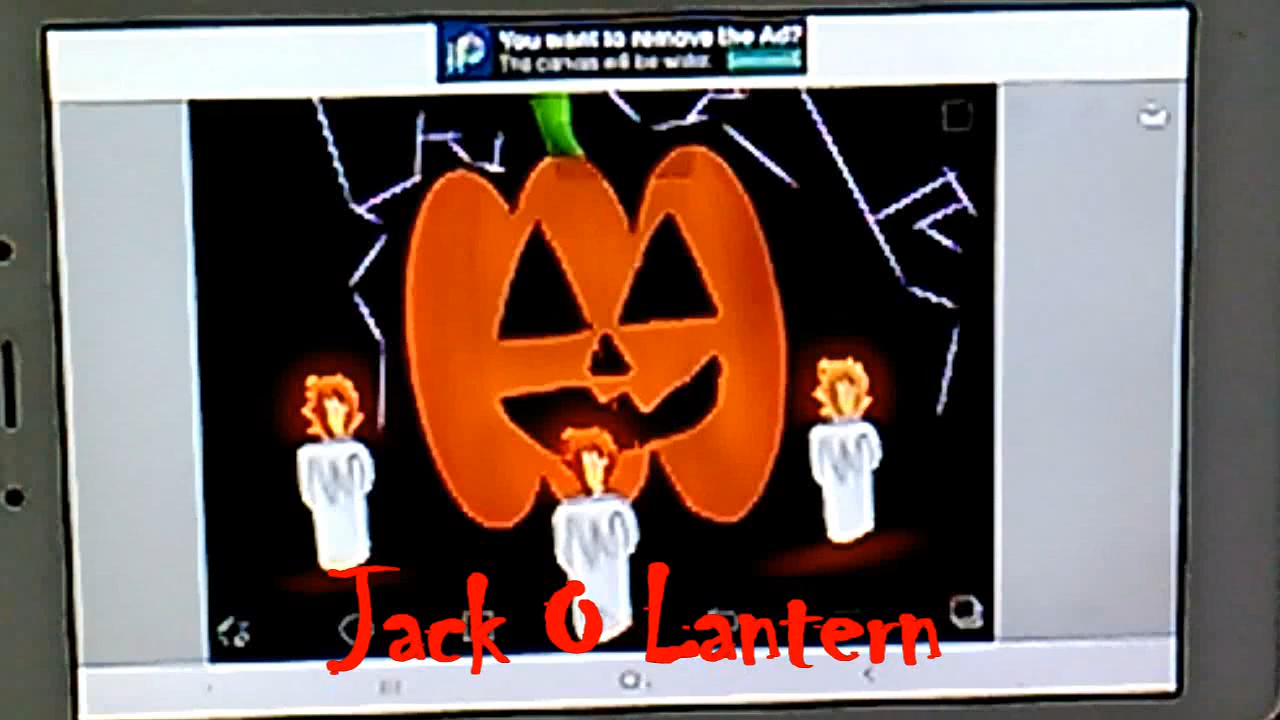 You want to remove the Ad?
The canvas will be wider.
Jack O Lantern